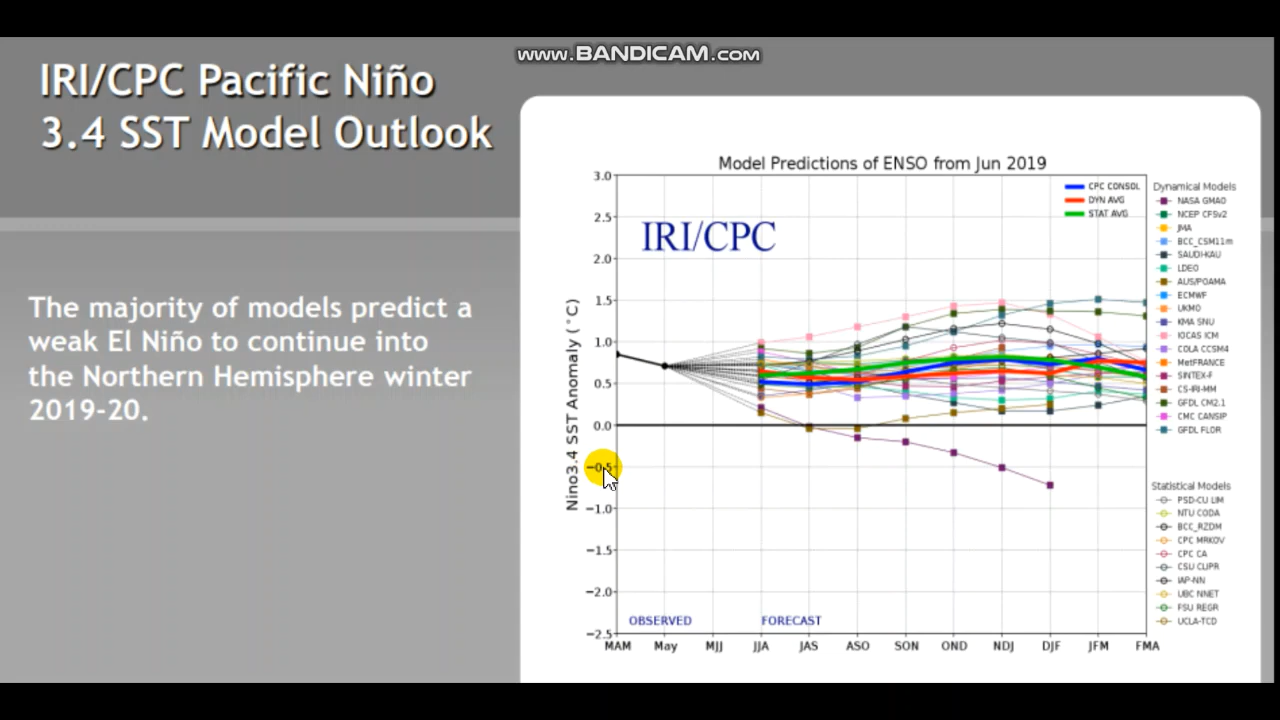 www.BANDICAM.com
IRI/CPC Pacific Niño
3.4 SST Model Outlook
The majority of models predict a
weak El Niño to continue into
the Northern Hemisphere winter
2019-20.
Model Predictions of ENSO from Jun 2019
IRI/CPC
CPC CONSOL
DYN AVG
STAT AVG
Nino3.4 SST Anomaly (°C)
3.0
2.5
2.0
1.5
1.0
0.5
0.0
−0.5
−1.0
−1.5
−2.0
−2.5
OBSERVED
FORECAST
MAM May MJJ JJA JAS ASO SON OND NDJ DJF JFM FMA
Dynamical Models
NASA GMAO
NCEP CFSv2
JMA
BCC_CSM11m
SAUDI-KAU
LDEO
AUS/POAMA
ECMWF
UKMO
KMA SNU
IOCAS ICM
COLA CCSM4
MetFRANCE
SINTEX-F
CS-IRI-MM
GFDL CM2.1
CMC CANSIP
GFDL FLOR
Statistical Models
PSD-CU LIM
NTU CODA
BCC_RZDM
CPC MRKOV
CPC CA
CSU CLIPR
IAP-NN
UBC NNET
FSU REGR
UCLA-TCD